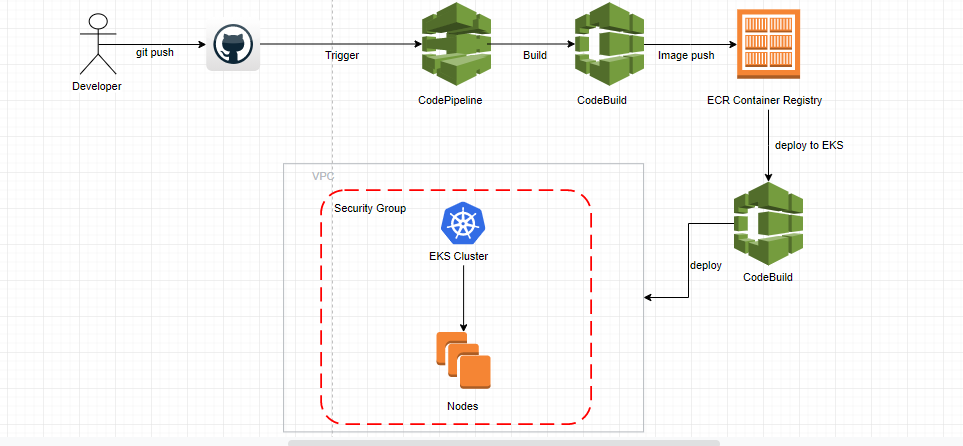 git push
Trigger
Build
Image push
Developer
CodePipeline
CodeBuild
ECR Container Registry
deploy to EKS
VPC
Security Group
EKS Cluster
deploy
CodeBuild
Nodes